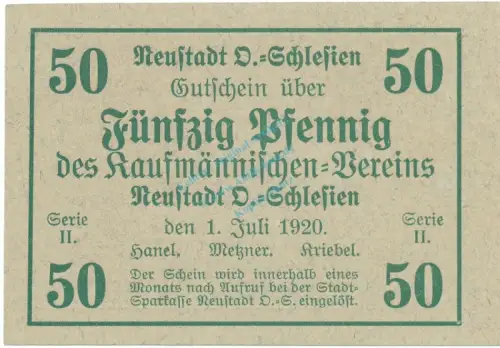 50 Neustadt O.=Schlesien 50
Gutschein über
Fünfzig Pfennig
des Kaufmännischen=Vereins
Neustadt O.=Schlesien
Serie II. den 1. Juli 1920. Serie II.
Hanel. Metzner. Kriebel.
50 Der Schein wird innerhalb eines 50
Monats nach Aufruf bei der Stadt=
Sparkasse Neustadt O.=S. eingelöst.